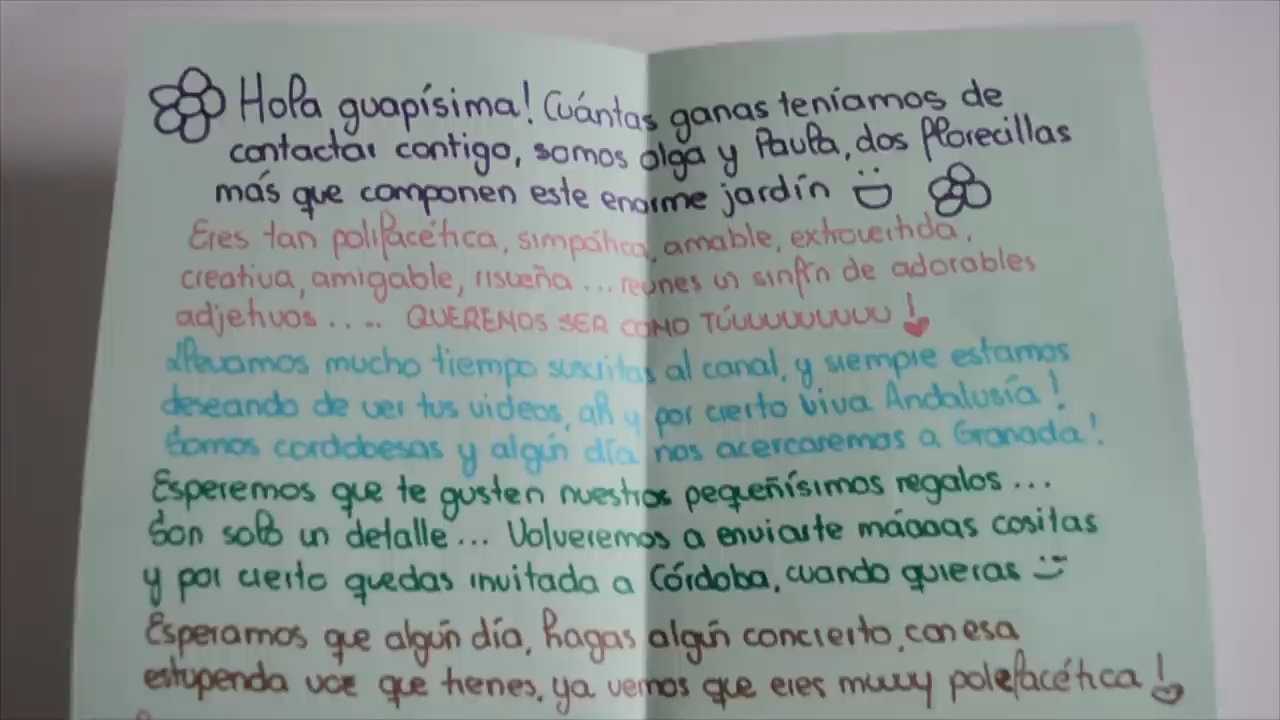 Hola guapísima! Cuántas ganas teníamos de
contactar contigo, somos olga y Paula, dos florecillas
más que componen este enorme jardín
Eres tan polifacética, simpática, amable, extrovertida,
creativa, amigable, risueña... reúnes un sinfín de adorables
adjetivos..... QUEREMOS SER COMO TÚUUUUUUUUU!
Llevamos mucho tiempo suscritas al canal, y siempre estamos
deseando de ver tus videos, ah y por cierto viva Andalusía!
Somos cordobesas y algún día nos acercaremos a Granada!
Esperemos que te gusten nuestros pequeñísimos regalos...
Son solo un detalle... Volveremos a enviarte máaaas cositas
y por cierto quedas invitada a Córdoba, cuando quieras
Esperamos que algún día, hagas algún concierto, con esa
estupenda voz que tienes, ya vemos que eres muuy polefacética!